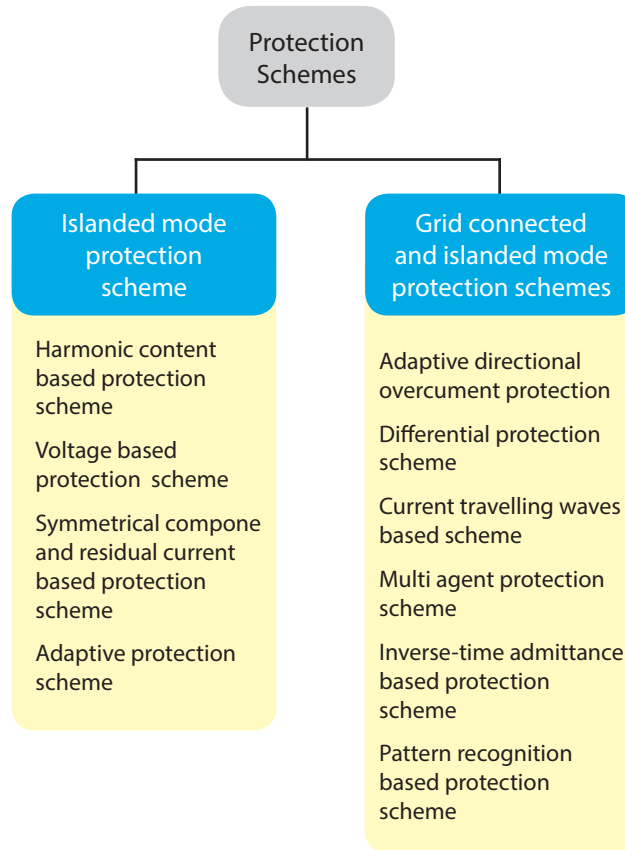 Protection
Schemes
Islanded mode
protection
scheme
Harmonic content
based protection
scheme
Voltage based
protection scheme
Symmetrical compone
and residual current
based protection
scheme
Adaptive protection
scheme
Grid connected
and islanded mode
protection schemes
Adaptive directional
overcument protection
Differential protection
scheme
Current travelling waves
based scheme
Multi agent protection
scheme
Inverse-time admittance
based protection
scheme
Pattern recognition
based protection
scheme